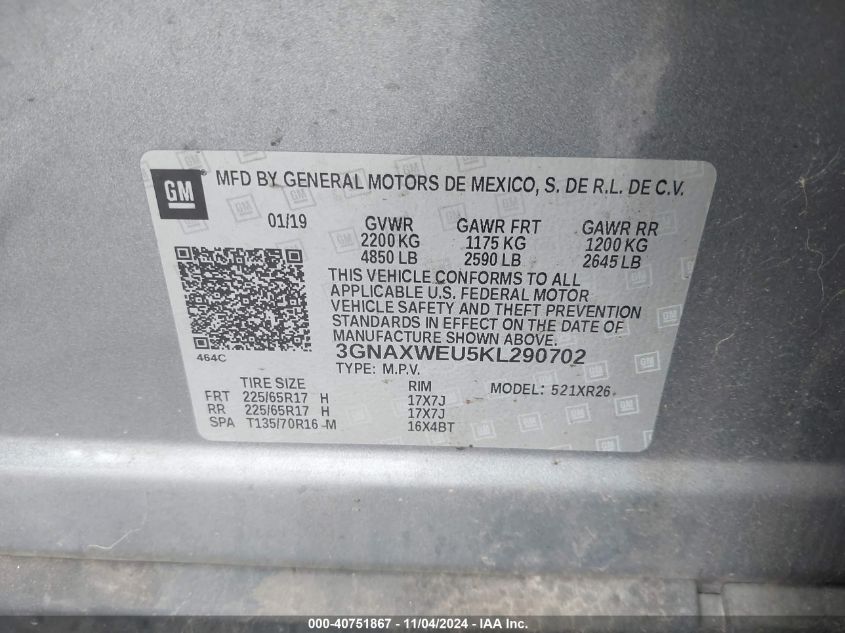 GM
MFD BY GENERAL MOTORS DE MEXICO, S. DE R.L. DE C.V.
01/19 GVWR GAWR FRT GAWR RR
2200 KG 1175 KG 1200 KG
4850 LB 2590 LB 2645 LB
THIS VEHICLE CONFORMS TO ALL
APPLICABLE U.S. FEDERAL MOTOR
VEHICLE SAFETY AND THEFT PREVENTION
STANDARDS IN EFFECT ON THE DATE OF
MANUFACTURE SHOWN ABOVE.
464C 3GNAXWEU5KL290702
TYPE: M.P.V. MODEL: 521XR26
TIRE SIZE RIM
FRT 225/65R17 H 17X7J
RR 225/65R17 H 17X7J
SPA T135/70R16 M 16X4BT
000-40751867 - 11/04/2024 - IAA Inc.